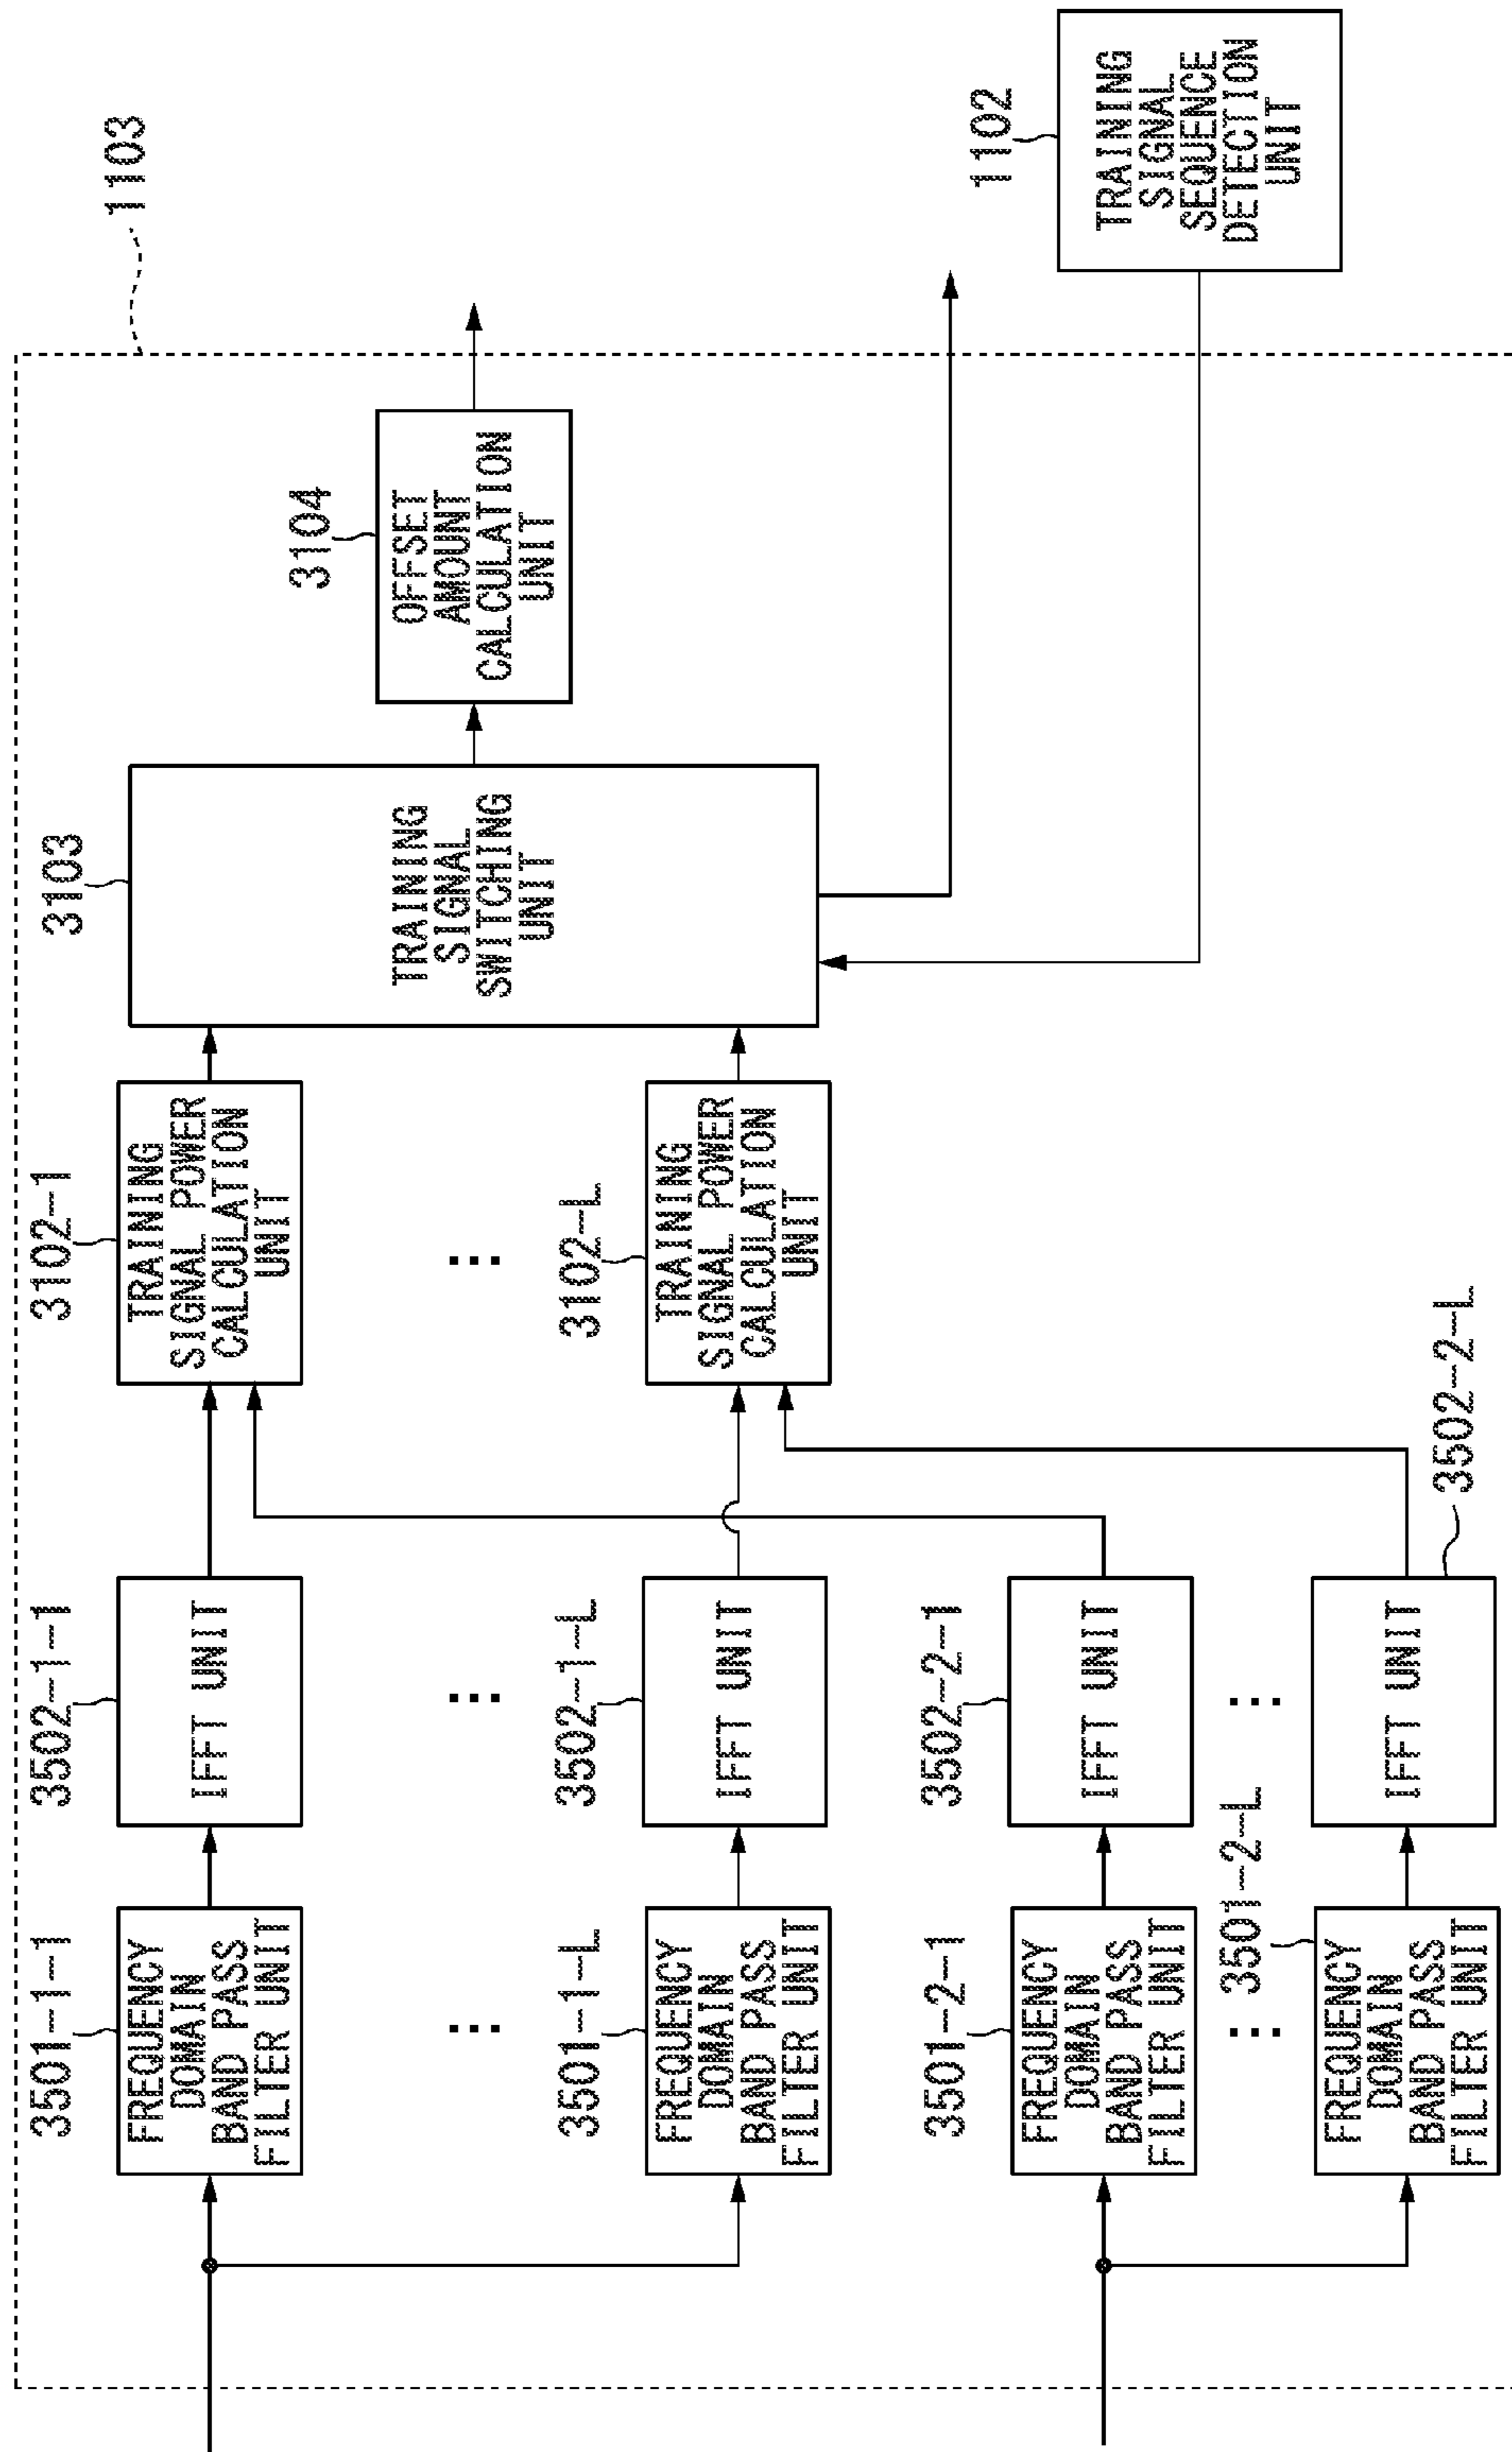 1103
3501-1-1
FREQUENCY
DOMAIN
BAND PASS
FILTER UNIT
3502-1-1
IFFT UNIT
3102-1
TRAINING
SIGNAL POWER
CALCULATION
UNIT
3103
TRAINING
SIGNAL
SWITCHING
UNIT
3104
OFFSET
AMOUNT
CALCULATION
UNIT
...
...
...
3501-1-L
FREQUENCY
DOMAIN
BAND PASS
FILTER UNIT
3502-1-L
IFFT UNIT
3102-L
TRAINING
SIGNAL POWER
CALCULATION
UNIT
1102
TRAINING
SIGNAL
SEQUENCE
DETECTION
UNIT
3501-2-1
FREQUENCY
DOMAIN
BAND PASS
FILTER UNIT
3502-2-1
IFFT UNIT
...
...
3501-2-L
FREQUENCY
DOMAIN
BAND PASS
FILTER UNIT
IFFT UNIT
3502-2-L